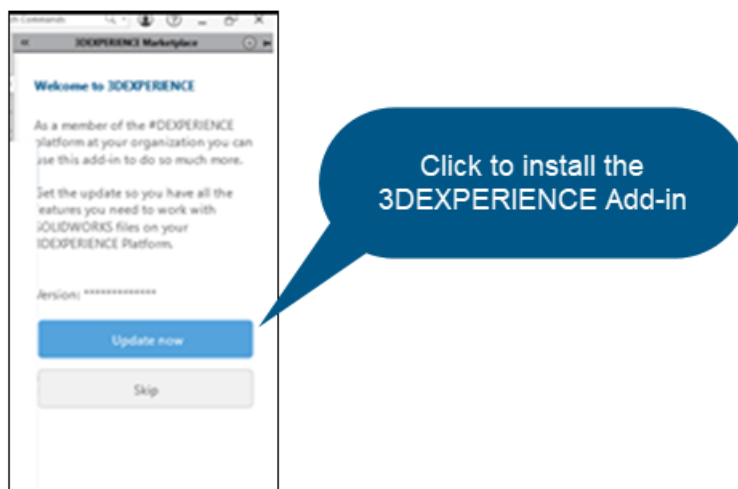 Commands
3DEXPERIENCE Marketplace
Welcome to 3DEXPERIENCE
As a member of the #DEXPERIENCE
platform at your organization you can
use this add-in to do so much more.
Get the update so you have all the
features you need to work with
SOLIDWORKS files on your
3DEXPERIENCE Platform.
Version: *************
Update now
Skip
Click to install the
3DEXPERIENCE Add-in